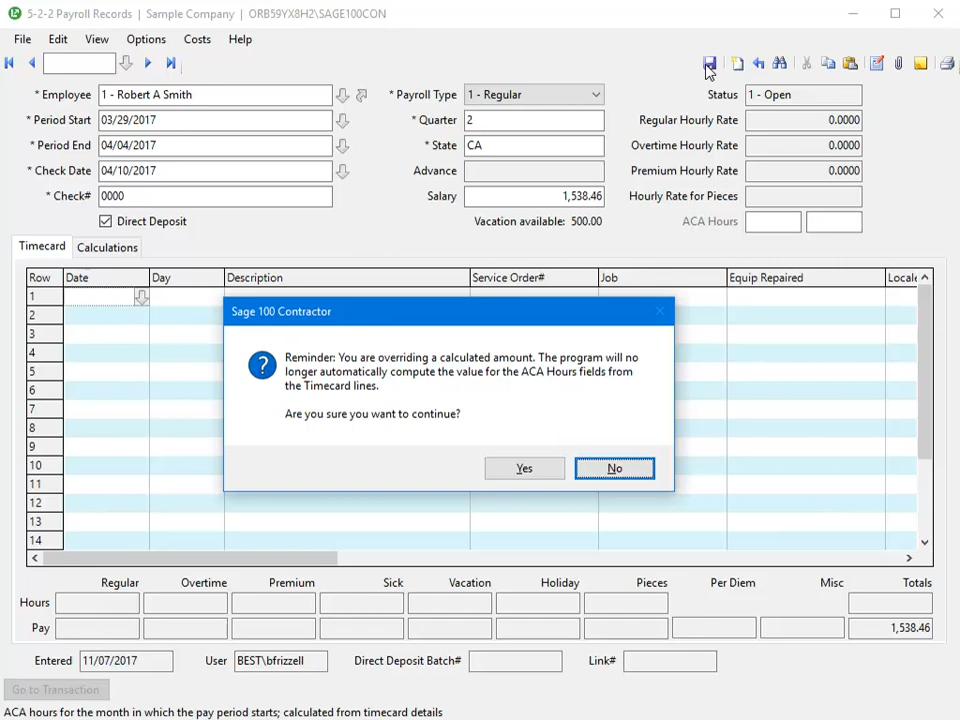 5-2-2 Payroll Records | Sample Company | ORB59YX8H2\SAGE100CON
File Edit View Options Costs Help
* Employee 1 - Robert A Smith * Payroll Type 1 - Regular Status 1 - Open
* Period Start 03/29/2017 * Quarter 2 Regular Hourly Rate 0.0000
* Period End 04/04/2017 * State CA Overtime Hourly Rate 0.0000
* Check Date 04/10/2017 Advance Premium Hourly Rate 0.0000
* Check# 0000 Salary 1,538.46 Hourly Rate for Pieces
Direct Deposit Vacation available: 500.00 ACA Hours
Timecard Calculations
Row Date Day Description Service Order# Job Equip Repaired Locale
1
2
3
4
5
6
7
8
9
10
11
12
13
14
Sage 100 Contractor
Reminder: You are overriding a calculated amount. The program will no
longer automatically compute the value for the ACA Hours fields from
the Timecard lines.
Are you sure you want to continue?
Yes No
Regular Overtime Premium Sick Vacation Holiday Pieces Per Diem Misc Totals
Hours
Pay 1,538.46
Entered 11/07/2017 User BEST\bfrizzell Direct Deposit Batch# Link#
Go to Transaction
ACA hours for the month in which the pay period starts; calculated from timecard details